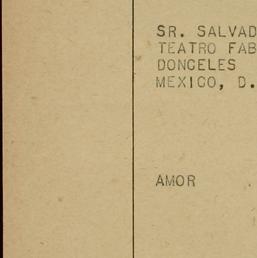 SR. SALVAD
TEATRO FAB
DONCELES
MEXICO, D.
AMOR